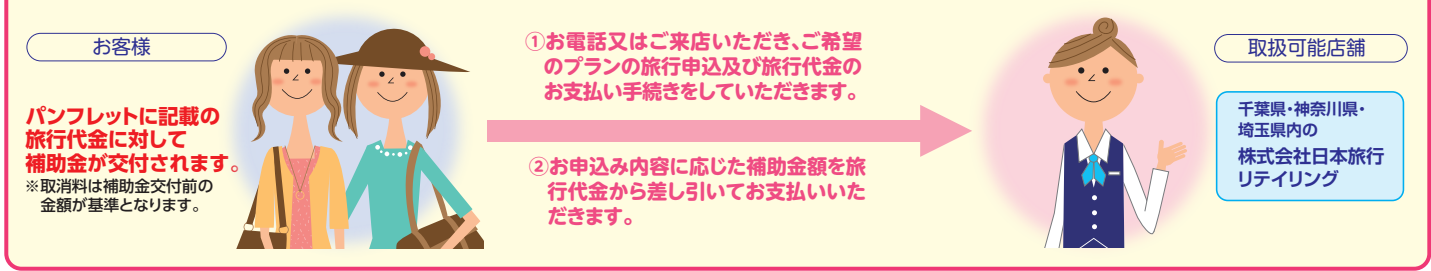 お客様
パンフレットに記載の
旅行代金に対して
補助金が交付されます。
※取消料は補助金交付前の
金額が基準となります。
①お電話又はご来店いただき、ご希望
のプランの旅行申込及び旅行代金の
お支払い手続きをしていただきます。
②お申込み内容に応じた補助金額を旅
行代金から差し引いてお支払いいた
だきます。
取扱可能店舗
千葉県・神奈川県・
埼玉県内の
株式会社日本旅行
リテイリング